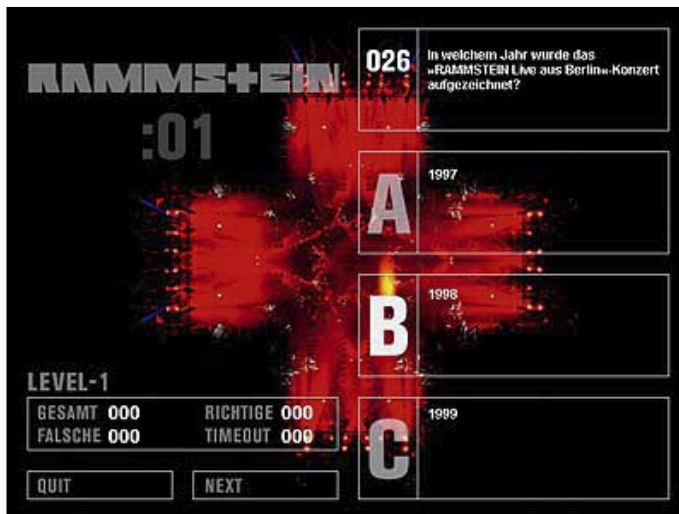 RAMMSTEIN
:01
026
In welchem Jahr wurde das
»RAMMSTEIN Live aus Berlin«-Konzert
aufgezeichnet?
A
1997
B
1998
C
1999
LEVEL-1
GESAMT 000
RICHTIGE 000
FALSCHE 000
TIMEOUT 000
QUIT
NEXT